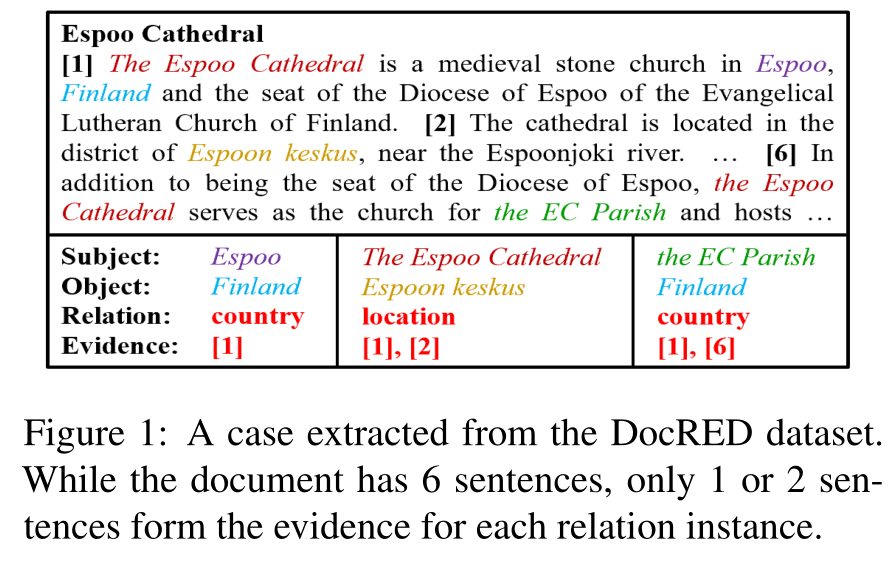 Espoo Cathedral
[1] The Espoo Cathedral is a medieval stone church in Espoo,
Finland and the seat of the Diocese of Espoo of the Evangelical
Lutheran Church of Finland. [2] The cathedral is located in the
district of Espoon keskus, near the Espoonjoki river. … [6] In
addition to being the seat of the Diocese of Espoo, the Espoo
Cathedral serves as the church for the EC Parish and hosts …
Subject: Espoo The Espoo Cathedral the EC Parish
Object: Finland Espoon keskus Finland
Relation: country location country
Evidence: [1] [1], [2] [1], [6]
Figure 1: A case extracted from the DocRED dataset.
While the document has 6 sentences, only 1 or 2 sen-
tences form the evidence for each relation instance.